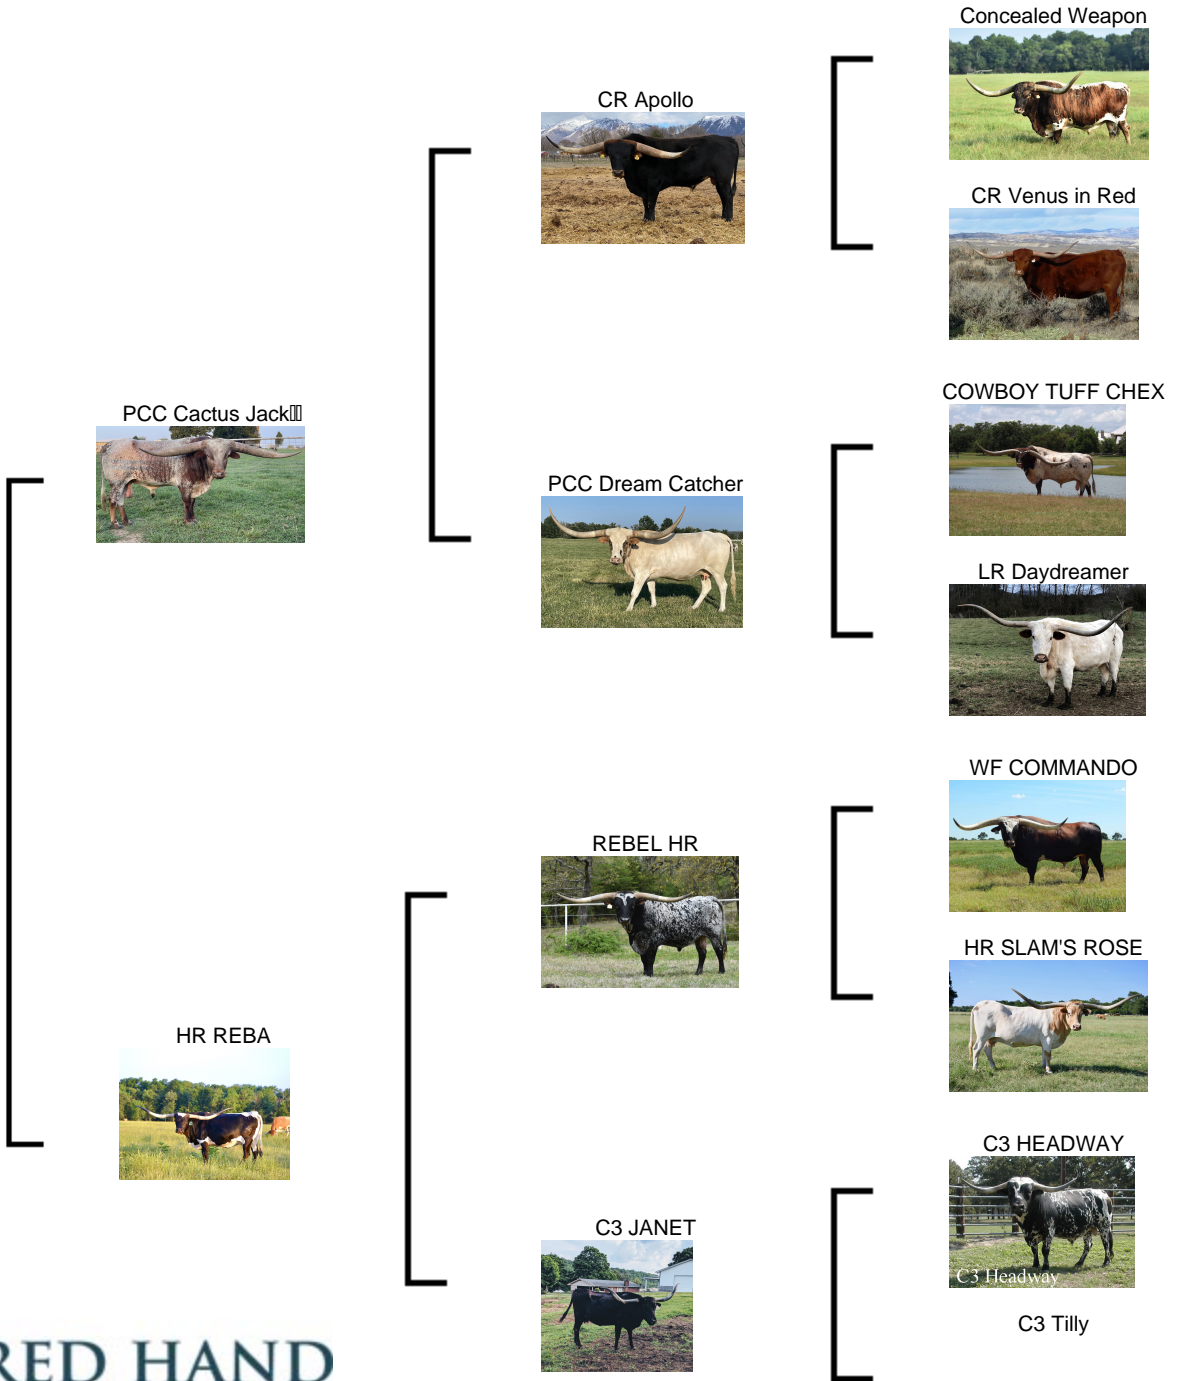 Concealed Weapon
CR Apollo
CR Venus in Red
COWBOY TUFF CHEX
PCC Cactus Jack
PCC Dream Catcher
LR Daydreamer
WF COMMANDO
REBEL HR
HR SLAM'S ROSE
HR REBA
C3 HEADWAY
C3 JANET
C3 Headway
C3 Tilly
RED HAND